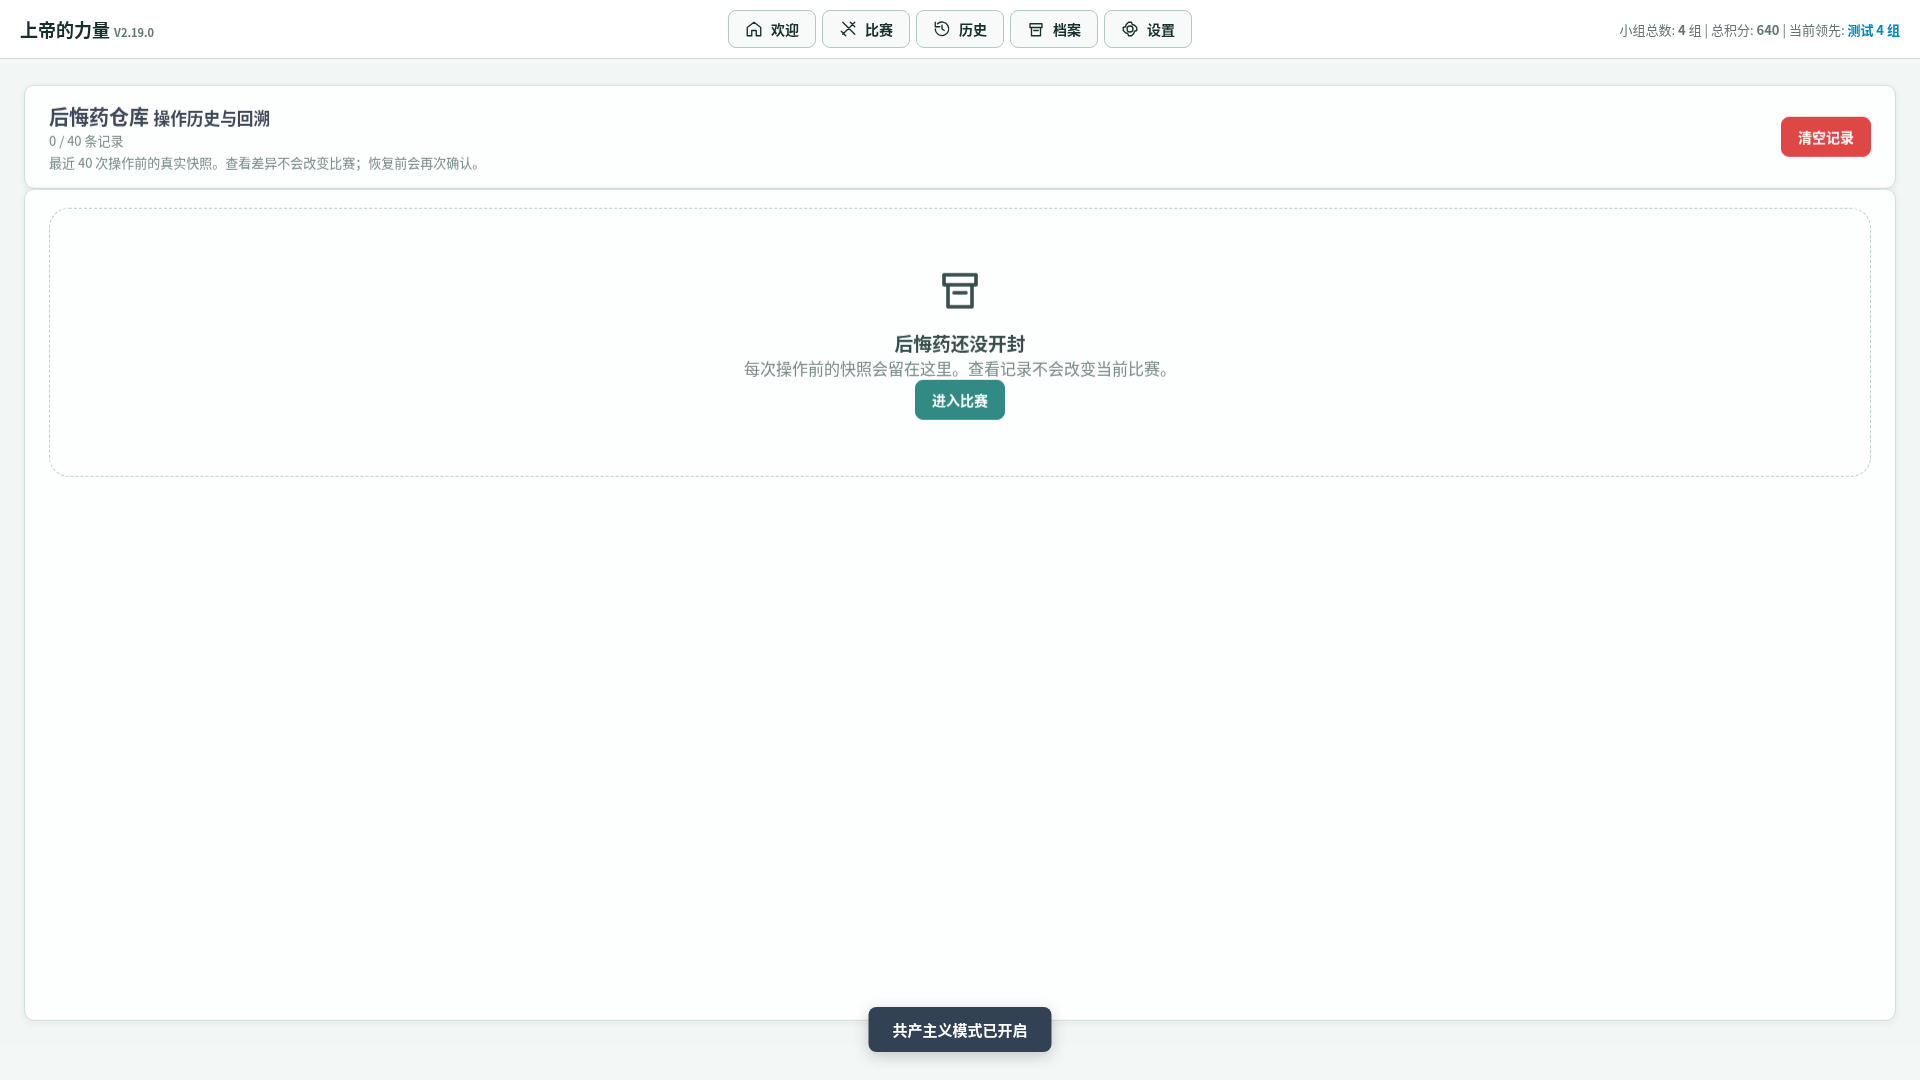 上帝的力量 V2.19.0
欢迎
比赛
历史
档案
设置
小组总数: 4 组 | 总积分: 640 | 当前领先: 测试 4 组
后悔药仓库 操作历史与回溯
0 / 40 条记录
最近 40 次操作前的真实快照。查看差异不会改变比赛；恢复前会再次确认。
清空记录
后悔药还没开封
每次操作前的快照会留在这里。查看记录不会改变当前比赛。
进入比赛
共产主义模式已开启